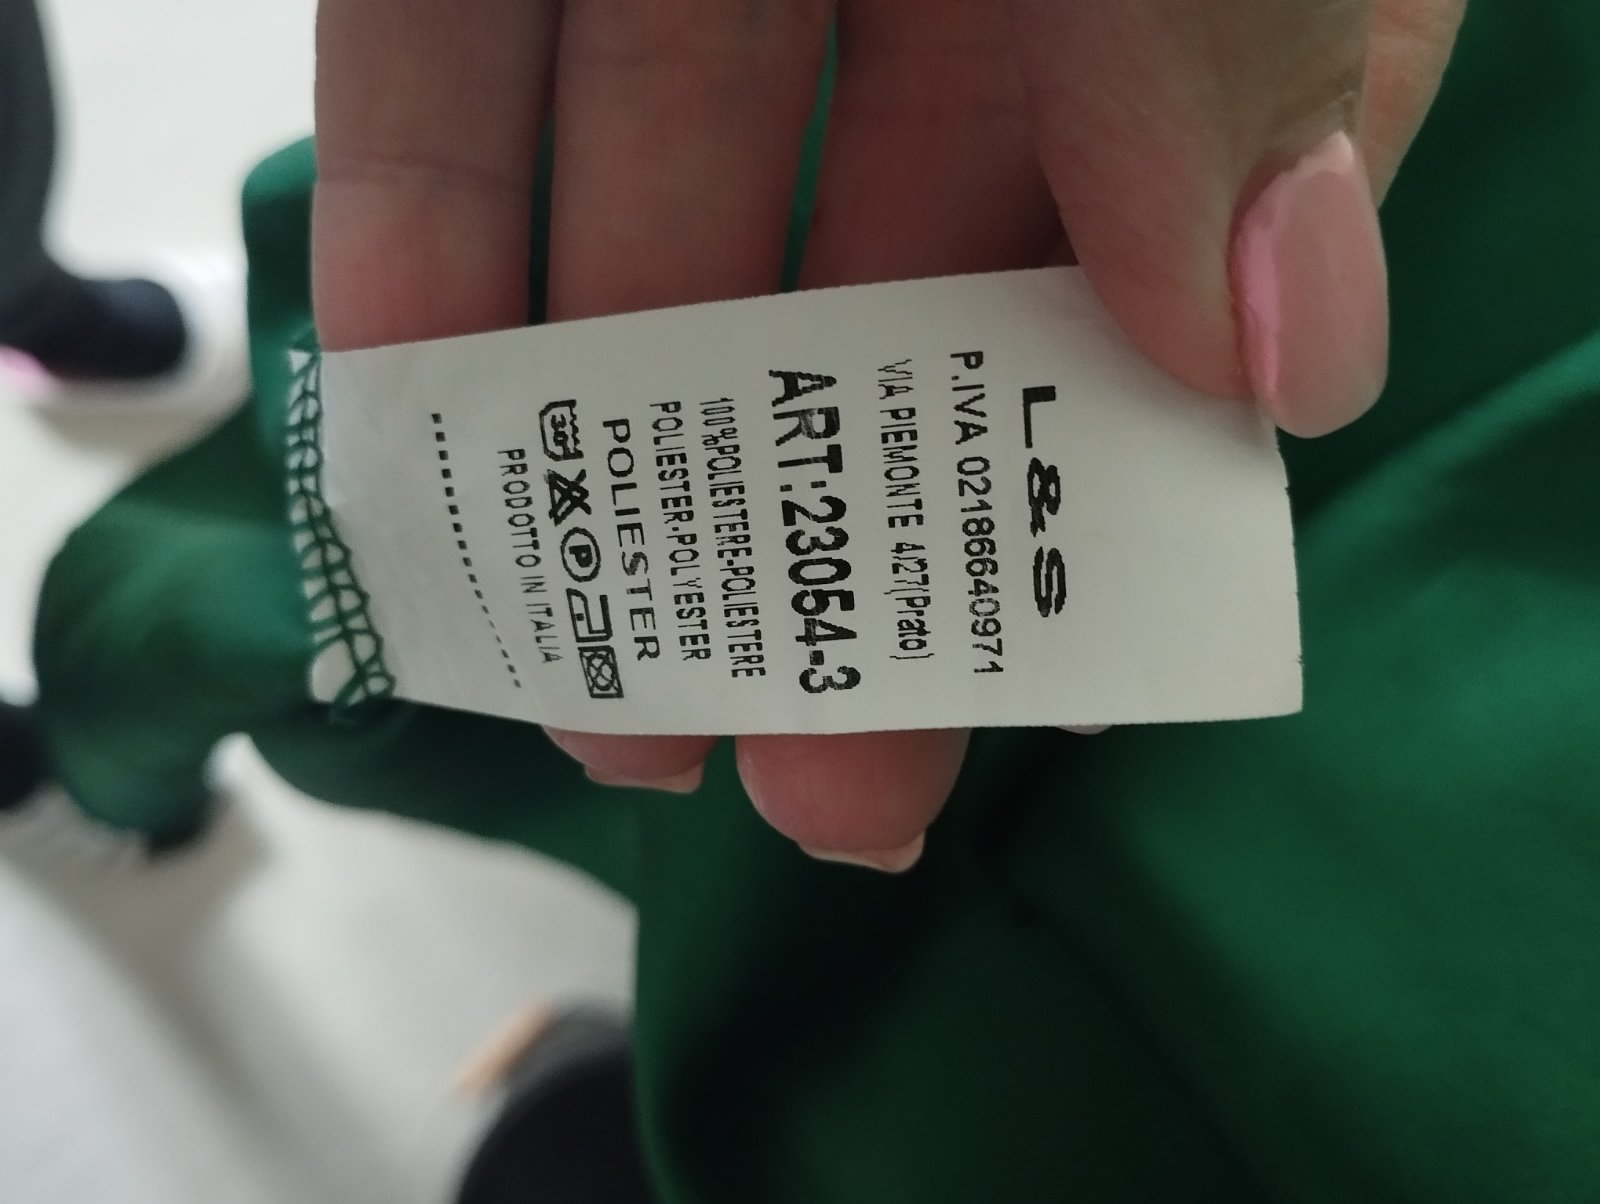 L&S
P.IVA 02186640971
VIA PIEMONTE 4/27(Prato)
ART:23054-3
100%POLIESTERE-POLIESTERE
POLIESTER-POLYESTER
POLIESTER
30 P
PRODOTTO IN ITALIA